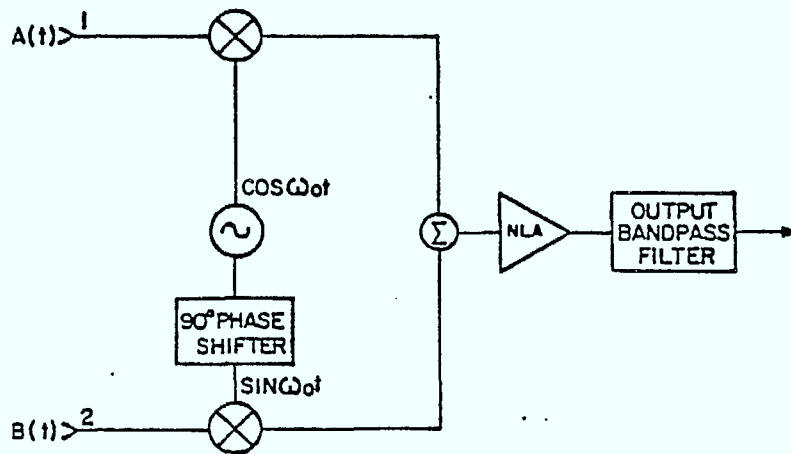 A(t) 1
COSω₀t
Σ
NLA
OUTPUT
BANDPASS
FILTER
90° PHASE
SHIFTER
SINω₀t
B(t) 2